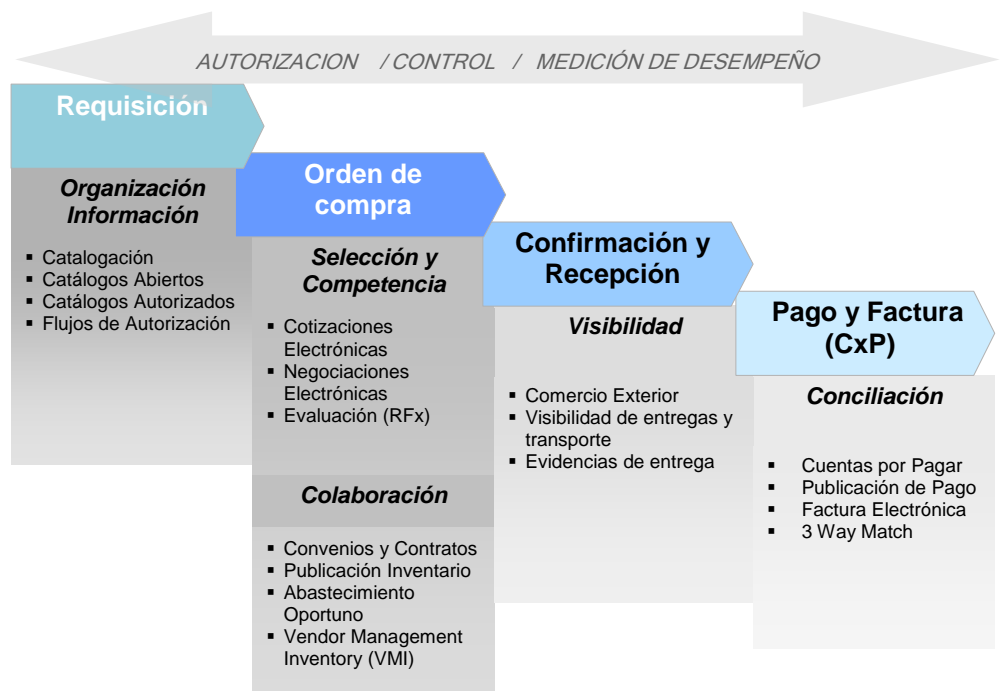 AUTORIZACION / CONTROL / MEDICIÓN DE DESEMPEÑO
Requisición
Organización
Información
▪ Catalogación
▪ Catálogos Abiertos
▪ Catálogos Autorizados
▪ Flujos de Autorización
Orden de
compra
Selección y
Competencia
▪ Cotizaciones
Electrónicas
▪ Negociaciones
Electrónicas
▪ Evaluación (RFx)
Colaboración
▪ Convenios y Contratos
▪ Publicación Inventario
▪ Abastecimiento
Oportuno
▪ Vendor Management
Inventory (VMI)
Confirmación y
Recepción
Visibilidad
▪ Comercio Exterior
▪ Visibilidad de entregas y
transporte
▪ Evidencias de entrega
Pago y Factura
(CxP)
Conciliación
▪ Cuentas por Pagar
▪ Publicación de Pago
▪ Factura Electrónica
▪ 3 Way Match